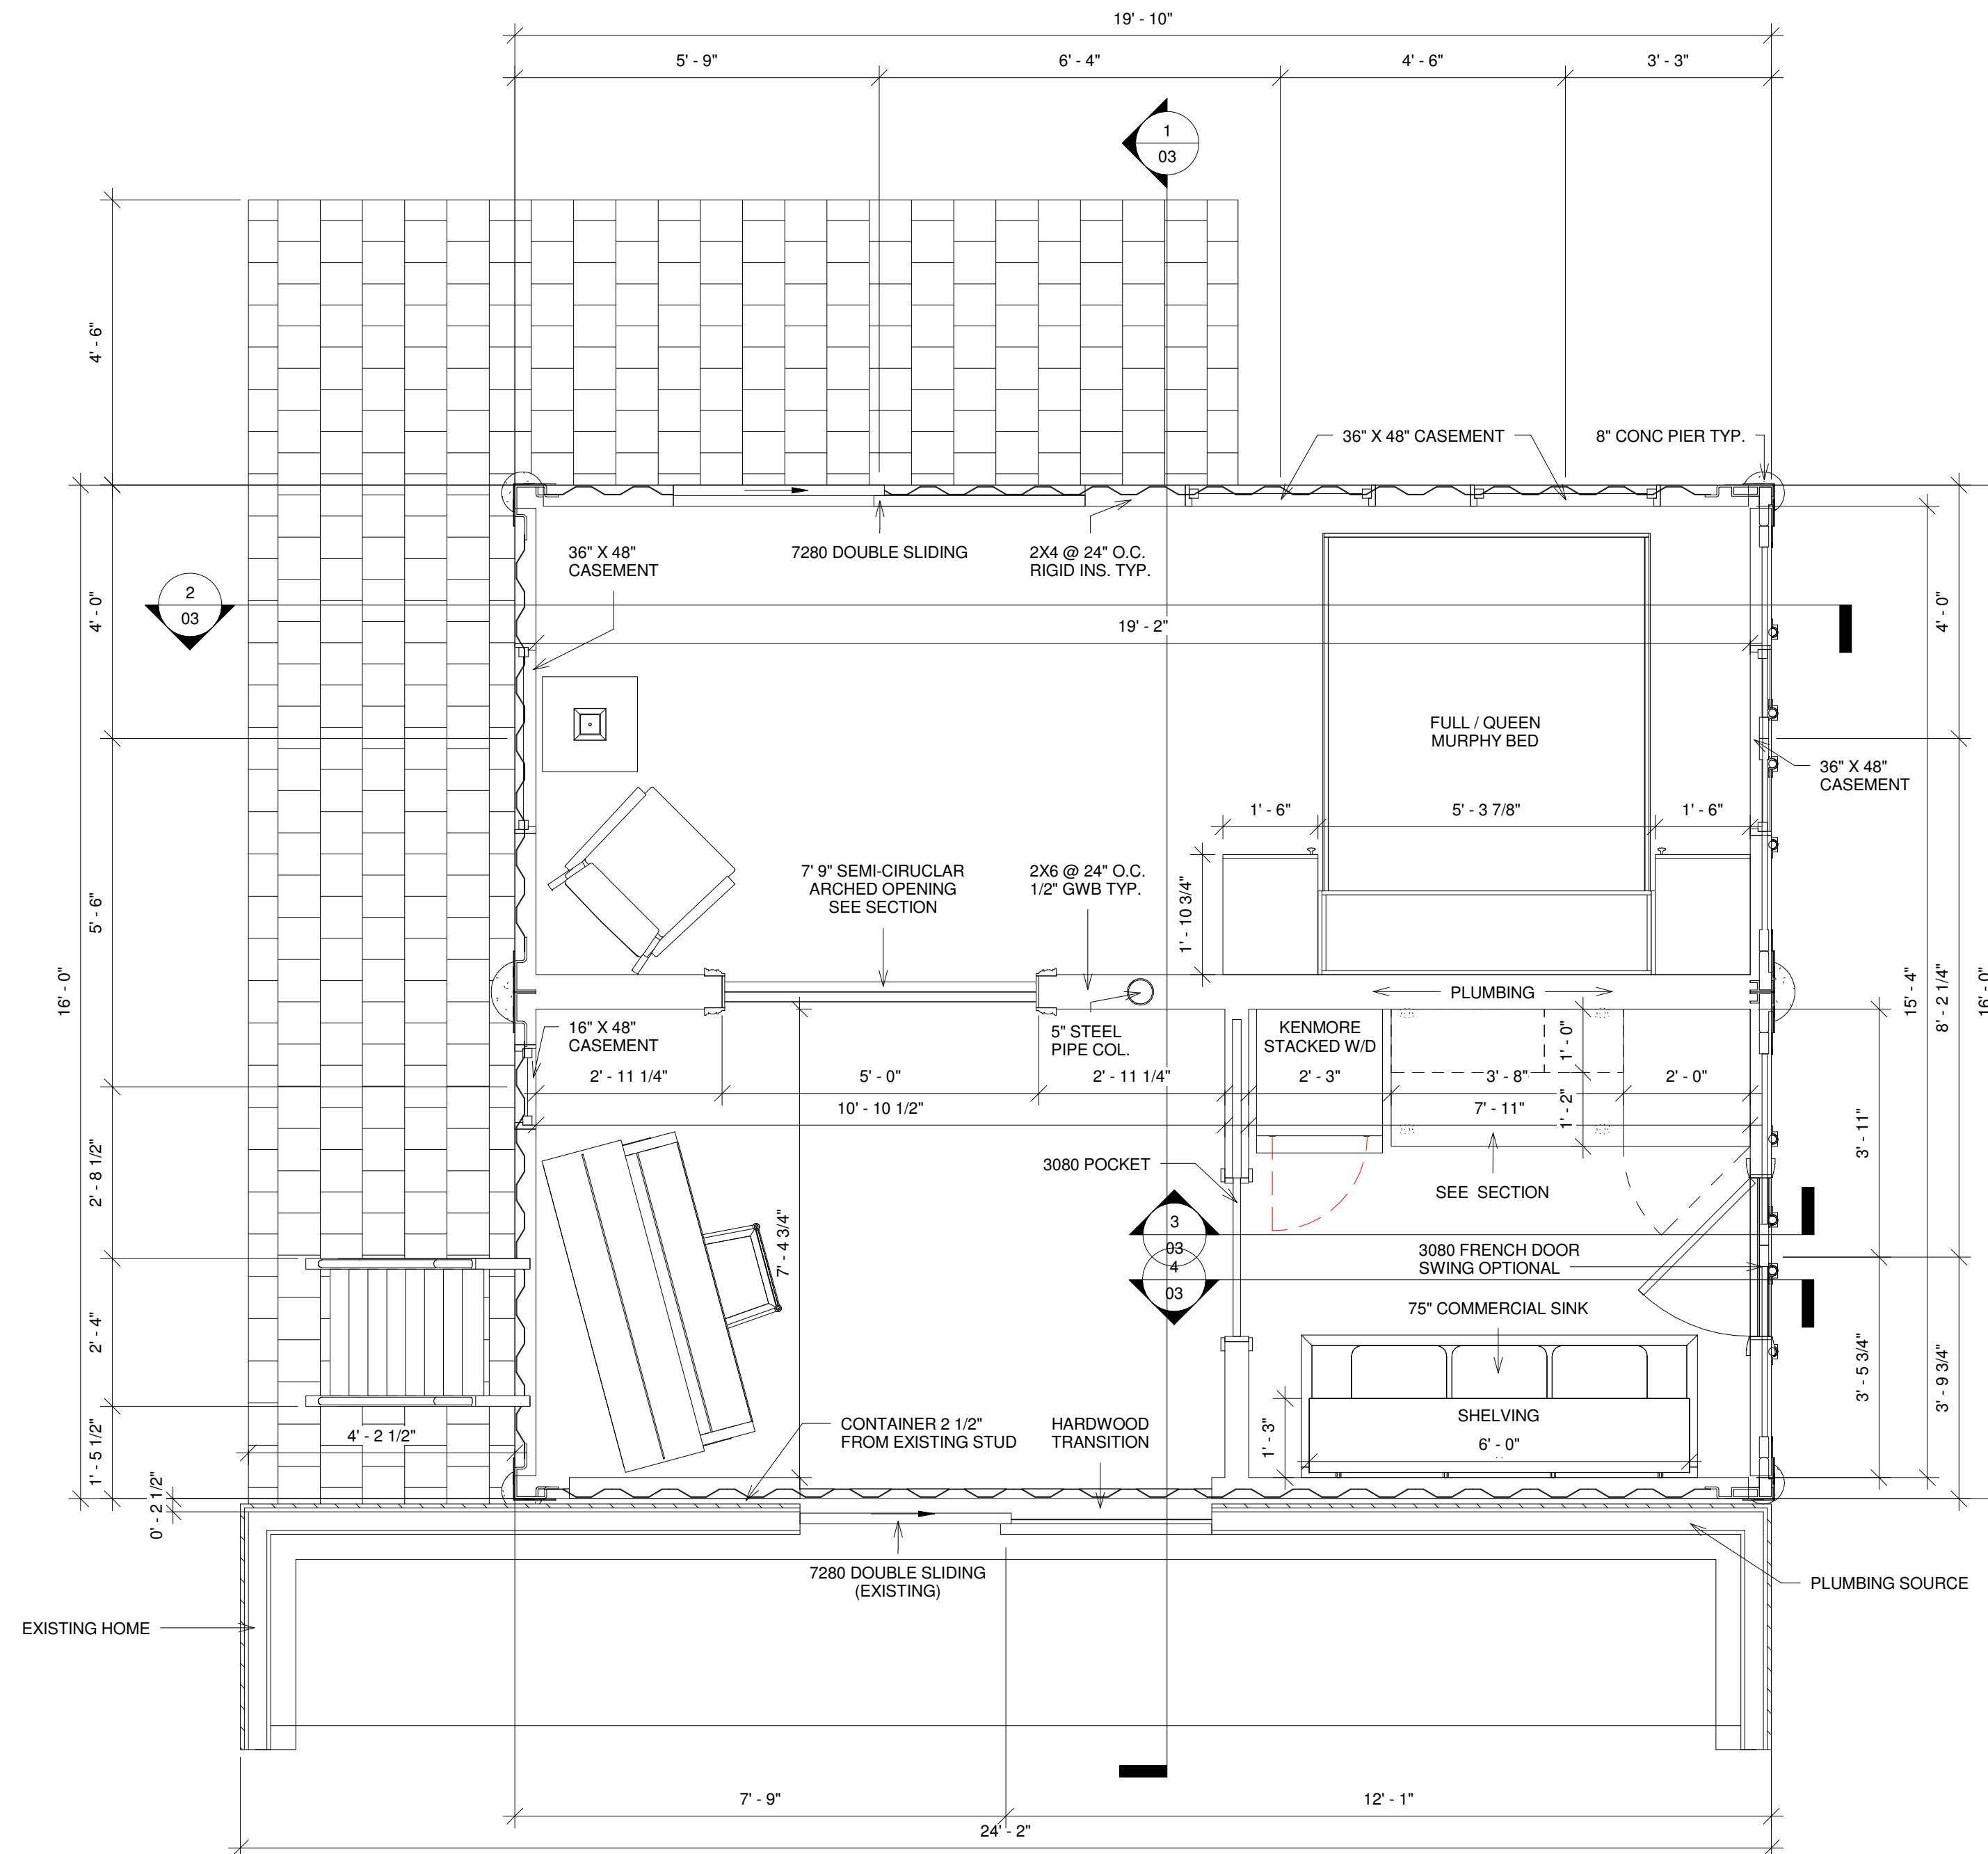 19' - 10"
5' - 9"
6' - 4"
4' - 6"
3' - 3"
1
03
4' - 6"
36" X 48" CASEMENT
8" CONC PIER TYP.
36" X 48"
CASEMENT
7280 DOUBLE SLIDING
2X4 @ 24" O.C.
RIGID INS. TYP.
2
03
4' - 0"
4' - 0"
19' - 2"
FULL / QUEEN
MURPHY BED
36" X 48"
CASEMENT
1' - 6"
5' - 3 7/8"
1' - 6"
7' 9" SEMI-CIRUCLAR
ARCHED OPENING
SEE SECTION
2X6 @ 24" O.C.
1/2" GWB TYP.
1' - 10 3/4"
5' - 6"
16' - 0"
15' - 4"
8' - 2 1/4"
16' - 0"
PLUMBING
16" X 48"
CASEMENT
5" STEEL
PIPE COL.
KENMORE
STACKED W/D
1' - 0"
2' - 11 1/4"
5' - 0"
2' - 11 1/4"
2' - 3"
3' - 8"
2' - 0"
10' - 10 1/2"
7' - 11"
1' - 2"
3' - 11"
2' - 8 1/2"
3080 POCKET
SEE SECTION
7' - 4 3/4"
3
03
4
03
3080 FRENCH DOOR
SWING OPTIONAL
75" COMMERCIAL SINK
2' - 4"
3' - 5 3/4"
3' - 9 3/4"
SHELVING
6' - 0"
1' - 3"
4' - 2 1/2"
CONTAINER 2 1/2"
FROM EXISTING STUD
HARDWOOD
TRANSITION
1' - 5 1/2"
0' - 2 1/2"
7280 DOUBLE SLIDING
(EXISTING)
PLUMBING SOURCE
EXISTING HOME
7' - 9"
12' - 1"
24' - 2"